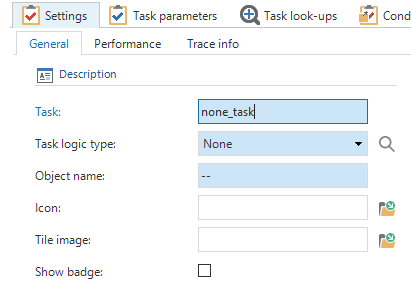 Settings Task parameters Task look-ups Cond
General Performance Trace info
Description
Task: none_task
Task logic type: None
Object name: --
Icon:
Tile image:
Show badge: